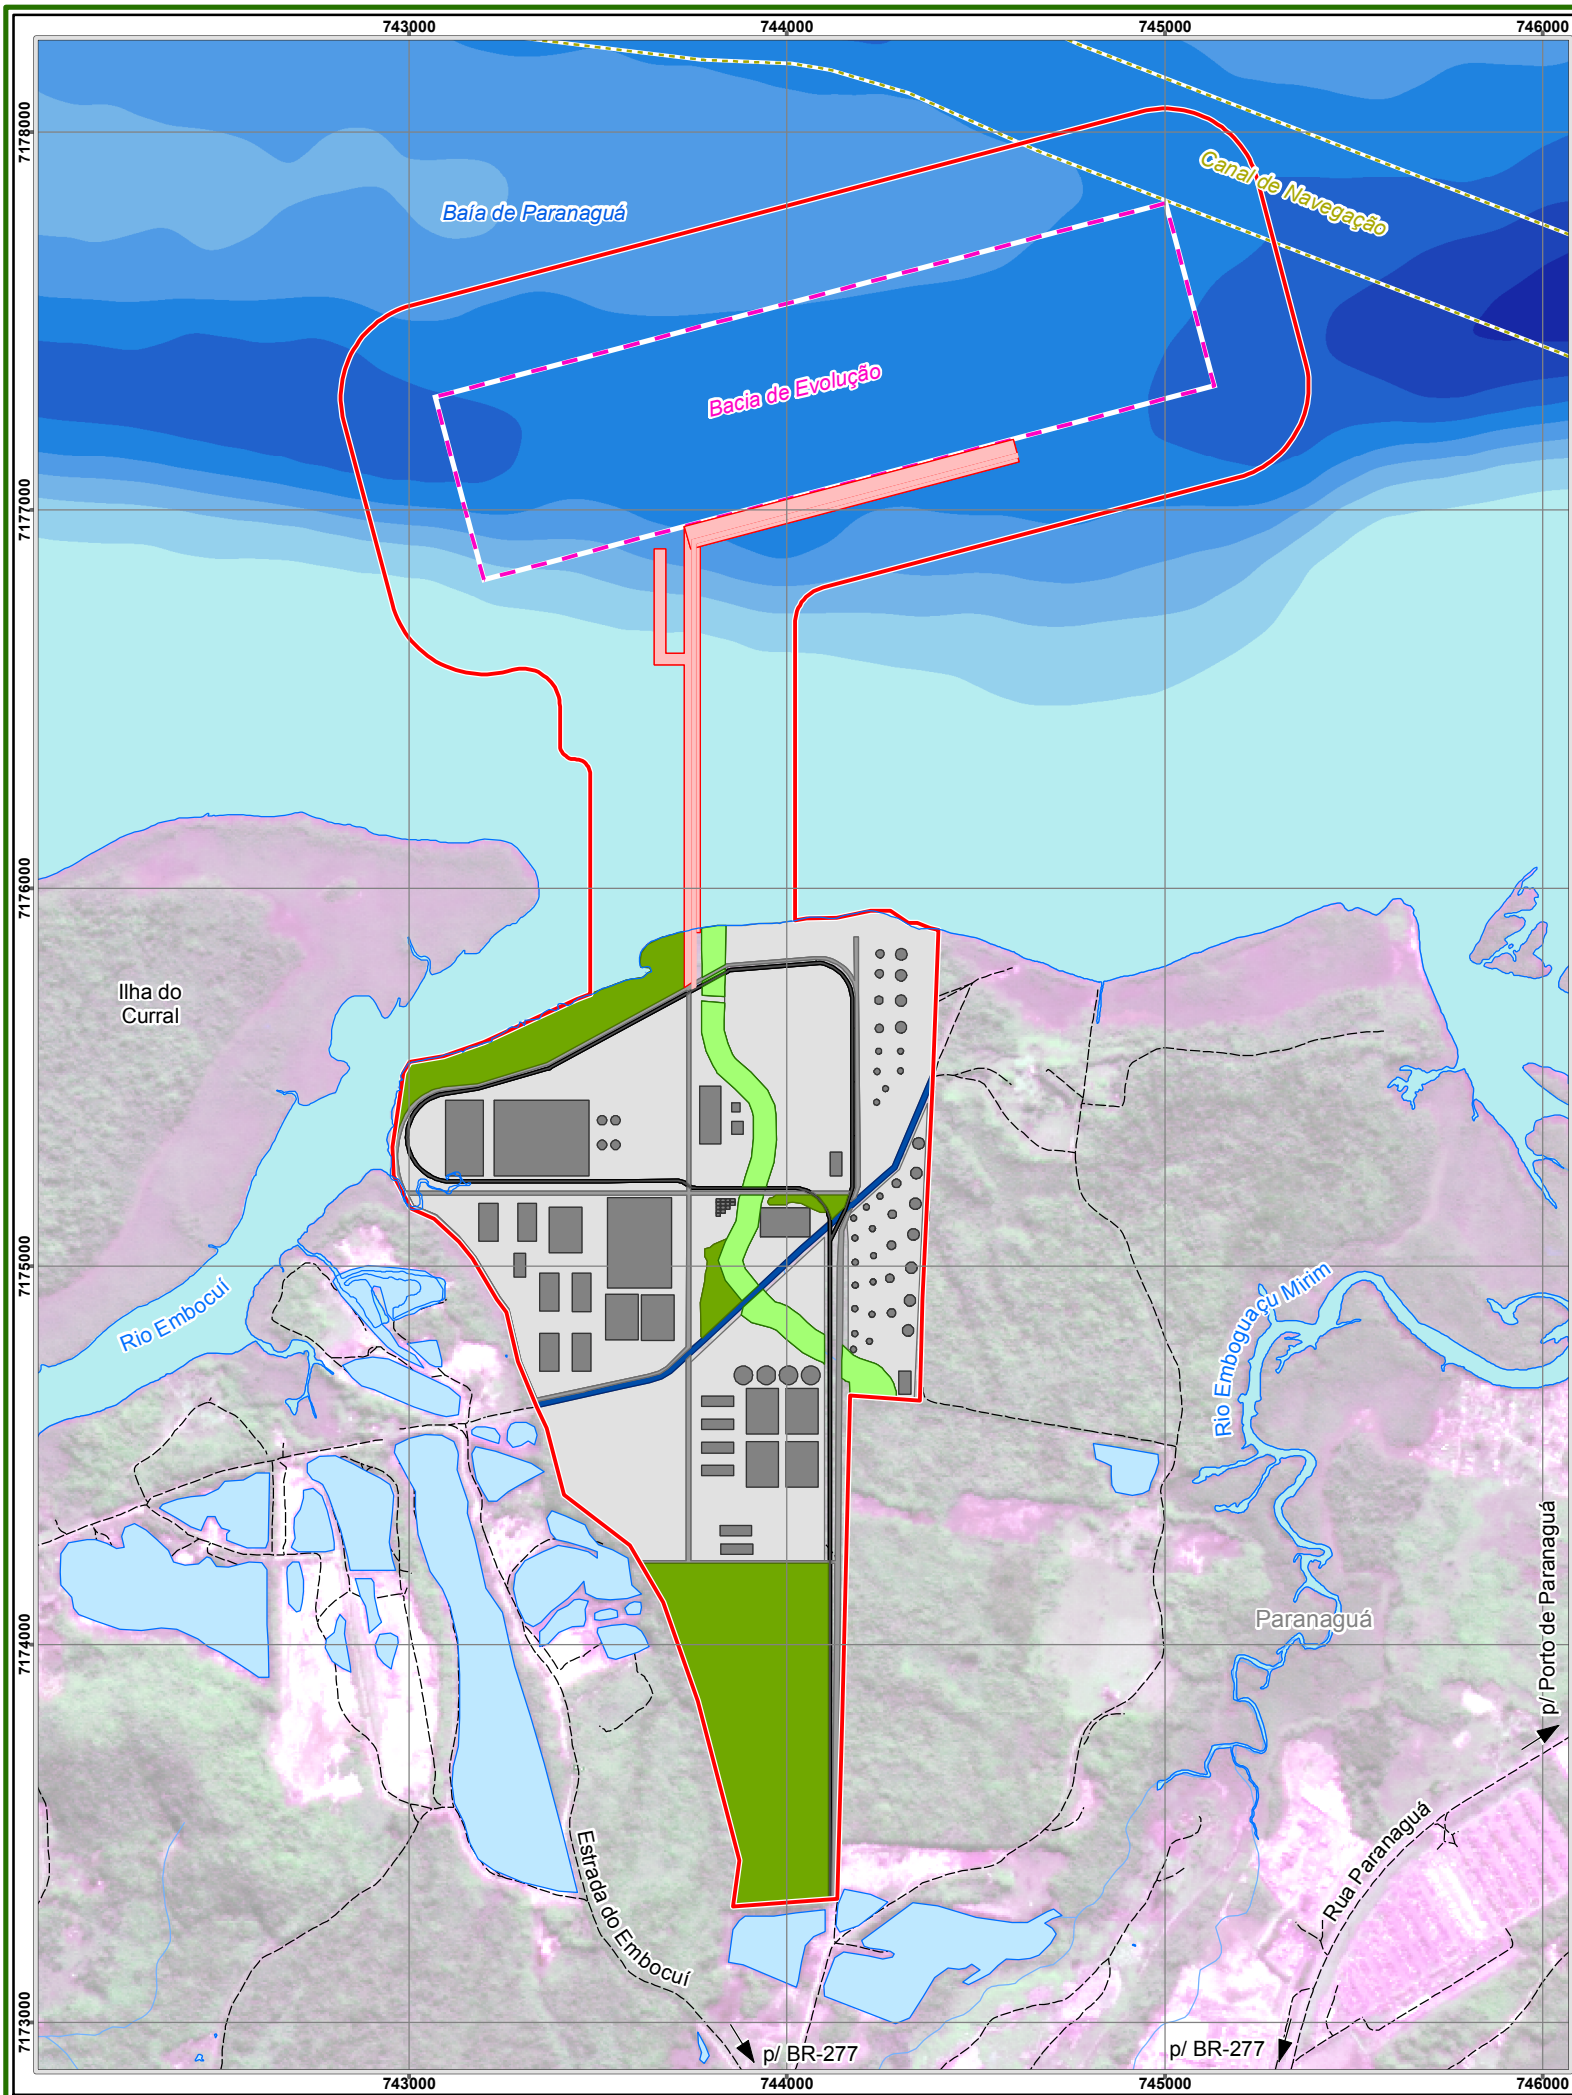 743000
744000
745000
746000
7178000
Canal de Navegação
Baía de Paranaguá
Bacia de Evolução
7177000
7176000
Ilha do
Curral
7175000
Rio Embocuí
Rio Emboguaçu Mirim
7174000
Paranaguá
p/ Porto de Paranaguá
Rua Paranaguá
Estrada do Embocuí
7173000
p/ BR-277
p/ BR-277
743000
744000
745000
746000